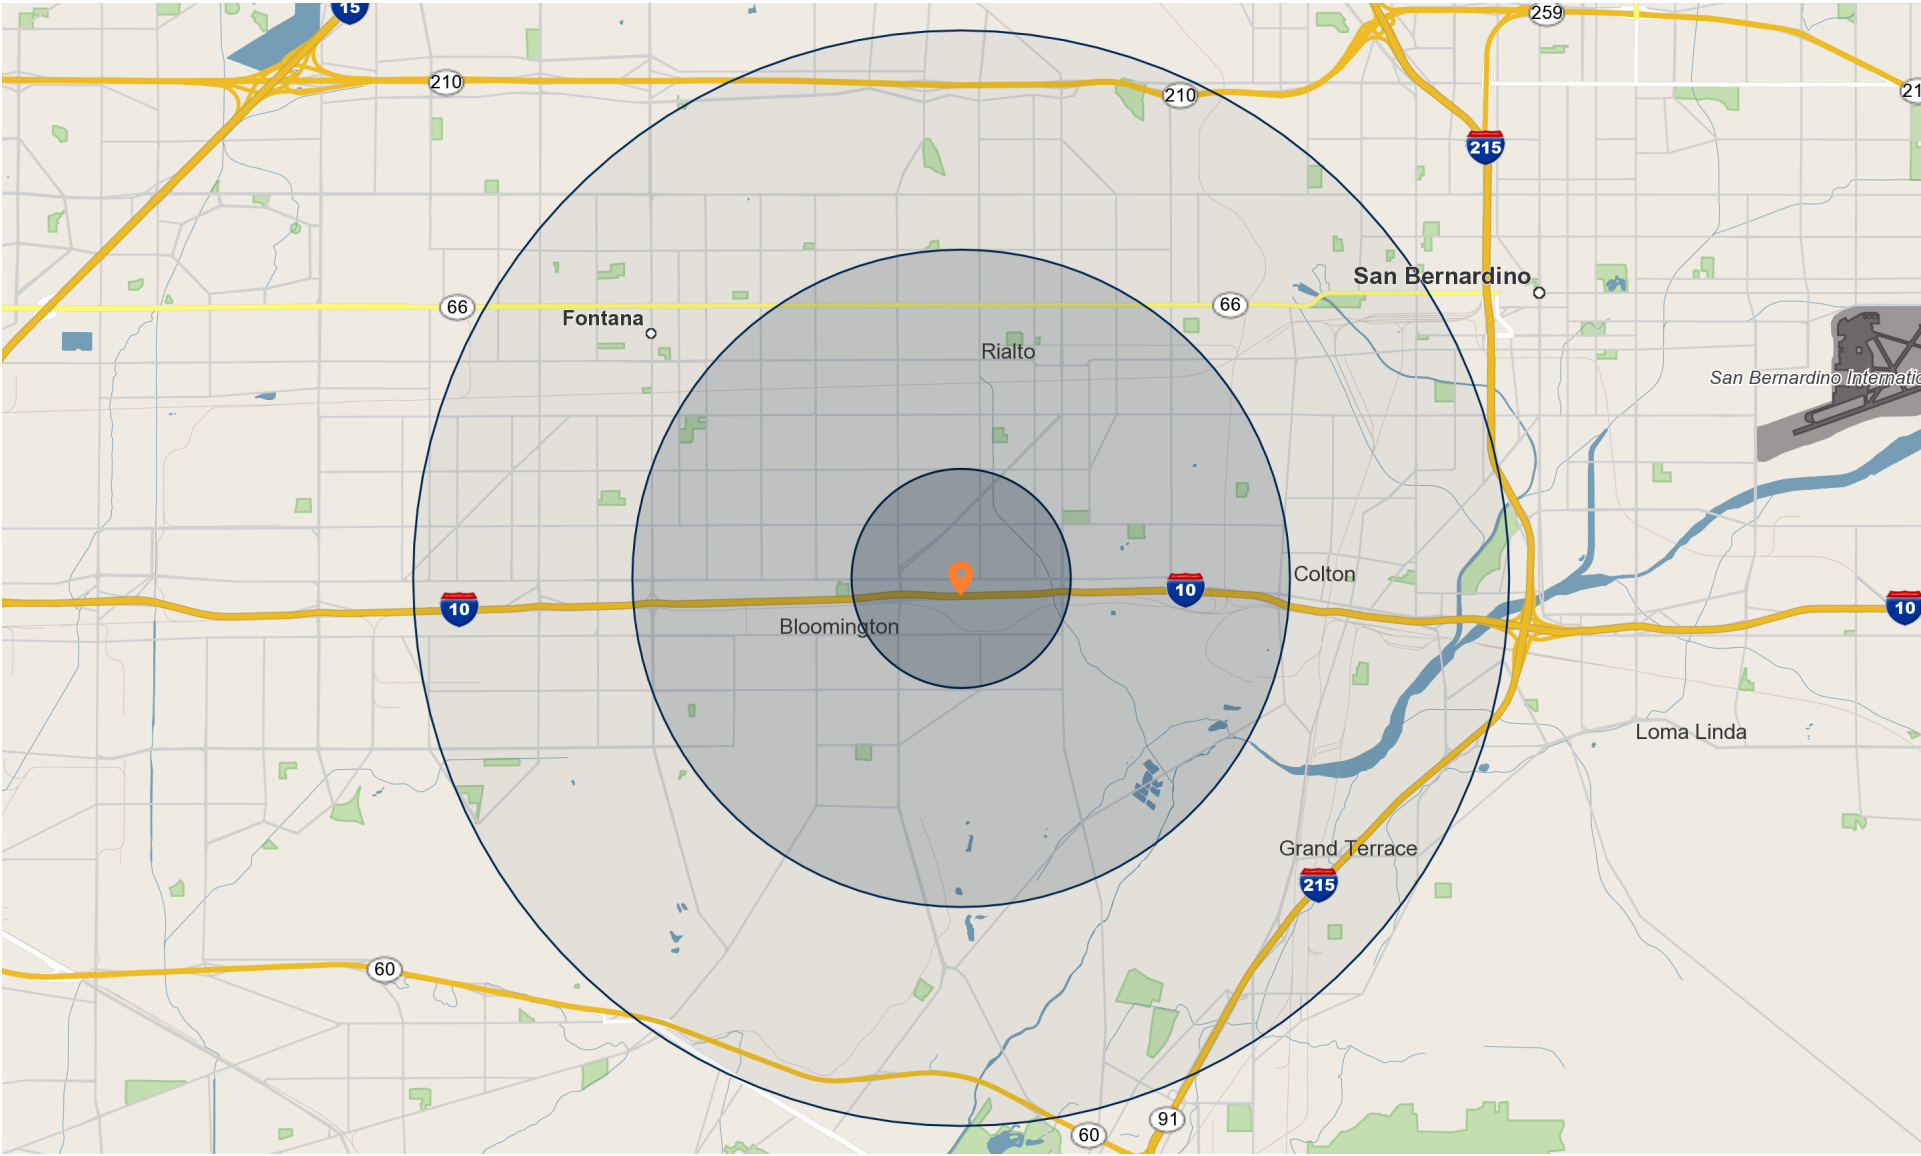 15
259
210
210
21
215
San Bernardino
66
66
Fontana
Rialto
San Bernardino Internatio
Colton
10
10
10
Bloomington
Loma Linda
Grand Terrace
215
60
91
60